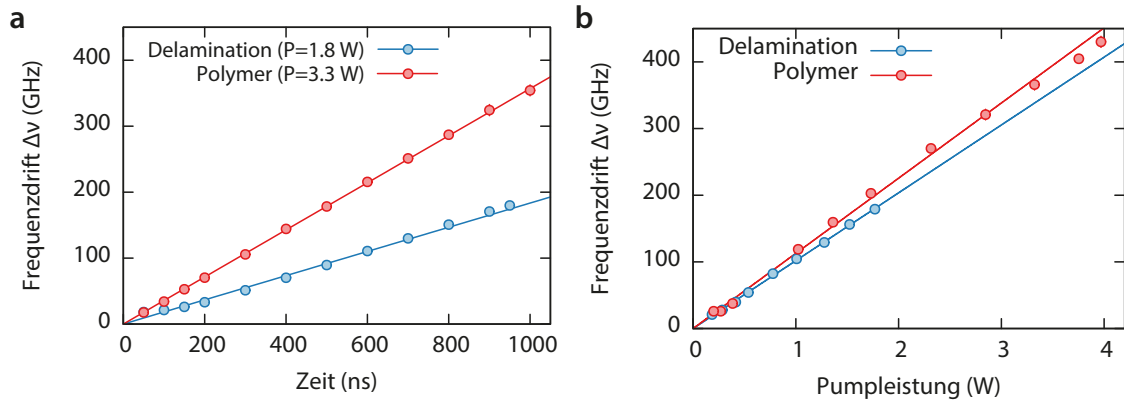 a
Frequenzdrift Δν (GHz)
400
300
200
100
0
Delamination (P=1.8 W)
Polymer (P=3.3 W)
0 200 400 600 800 1000
Zeit (ns)
b
Frequenzdrift Δν (GHz)
400
300
200
100
0
Delamination
Polymer
0 1 2 3 4
Pumpleistung (W)